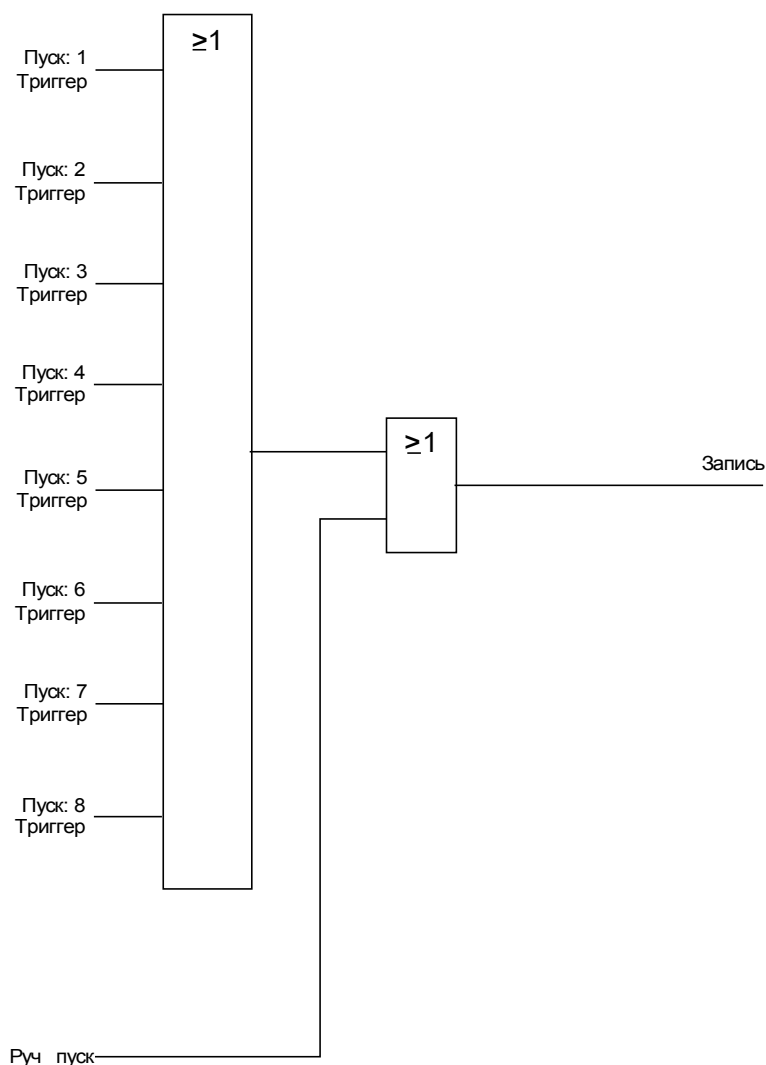 ≥1
Пуск: 1
Триггер
Пуск: 2
Триггер
Пуск: 3
Триггер
Пуск: 4
Триггер
≥1
Запись
Пуск: 5
Триггер
Пуск: 6
Триггер
Пуск: 7
Триггер
Пуск: 8
Триггер
Руч пуск